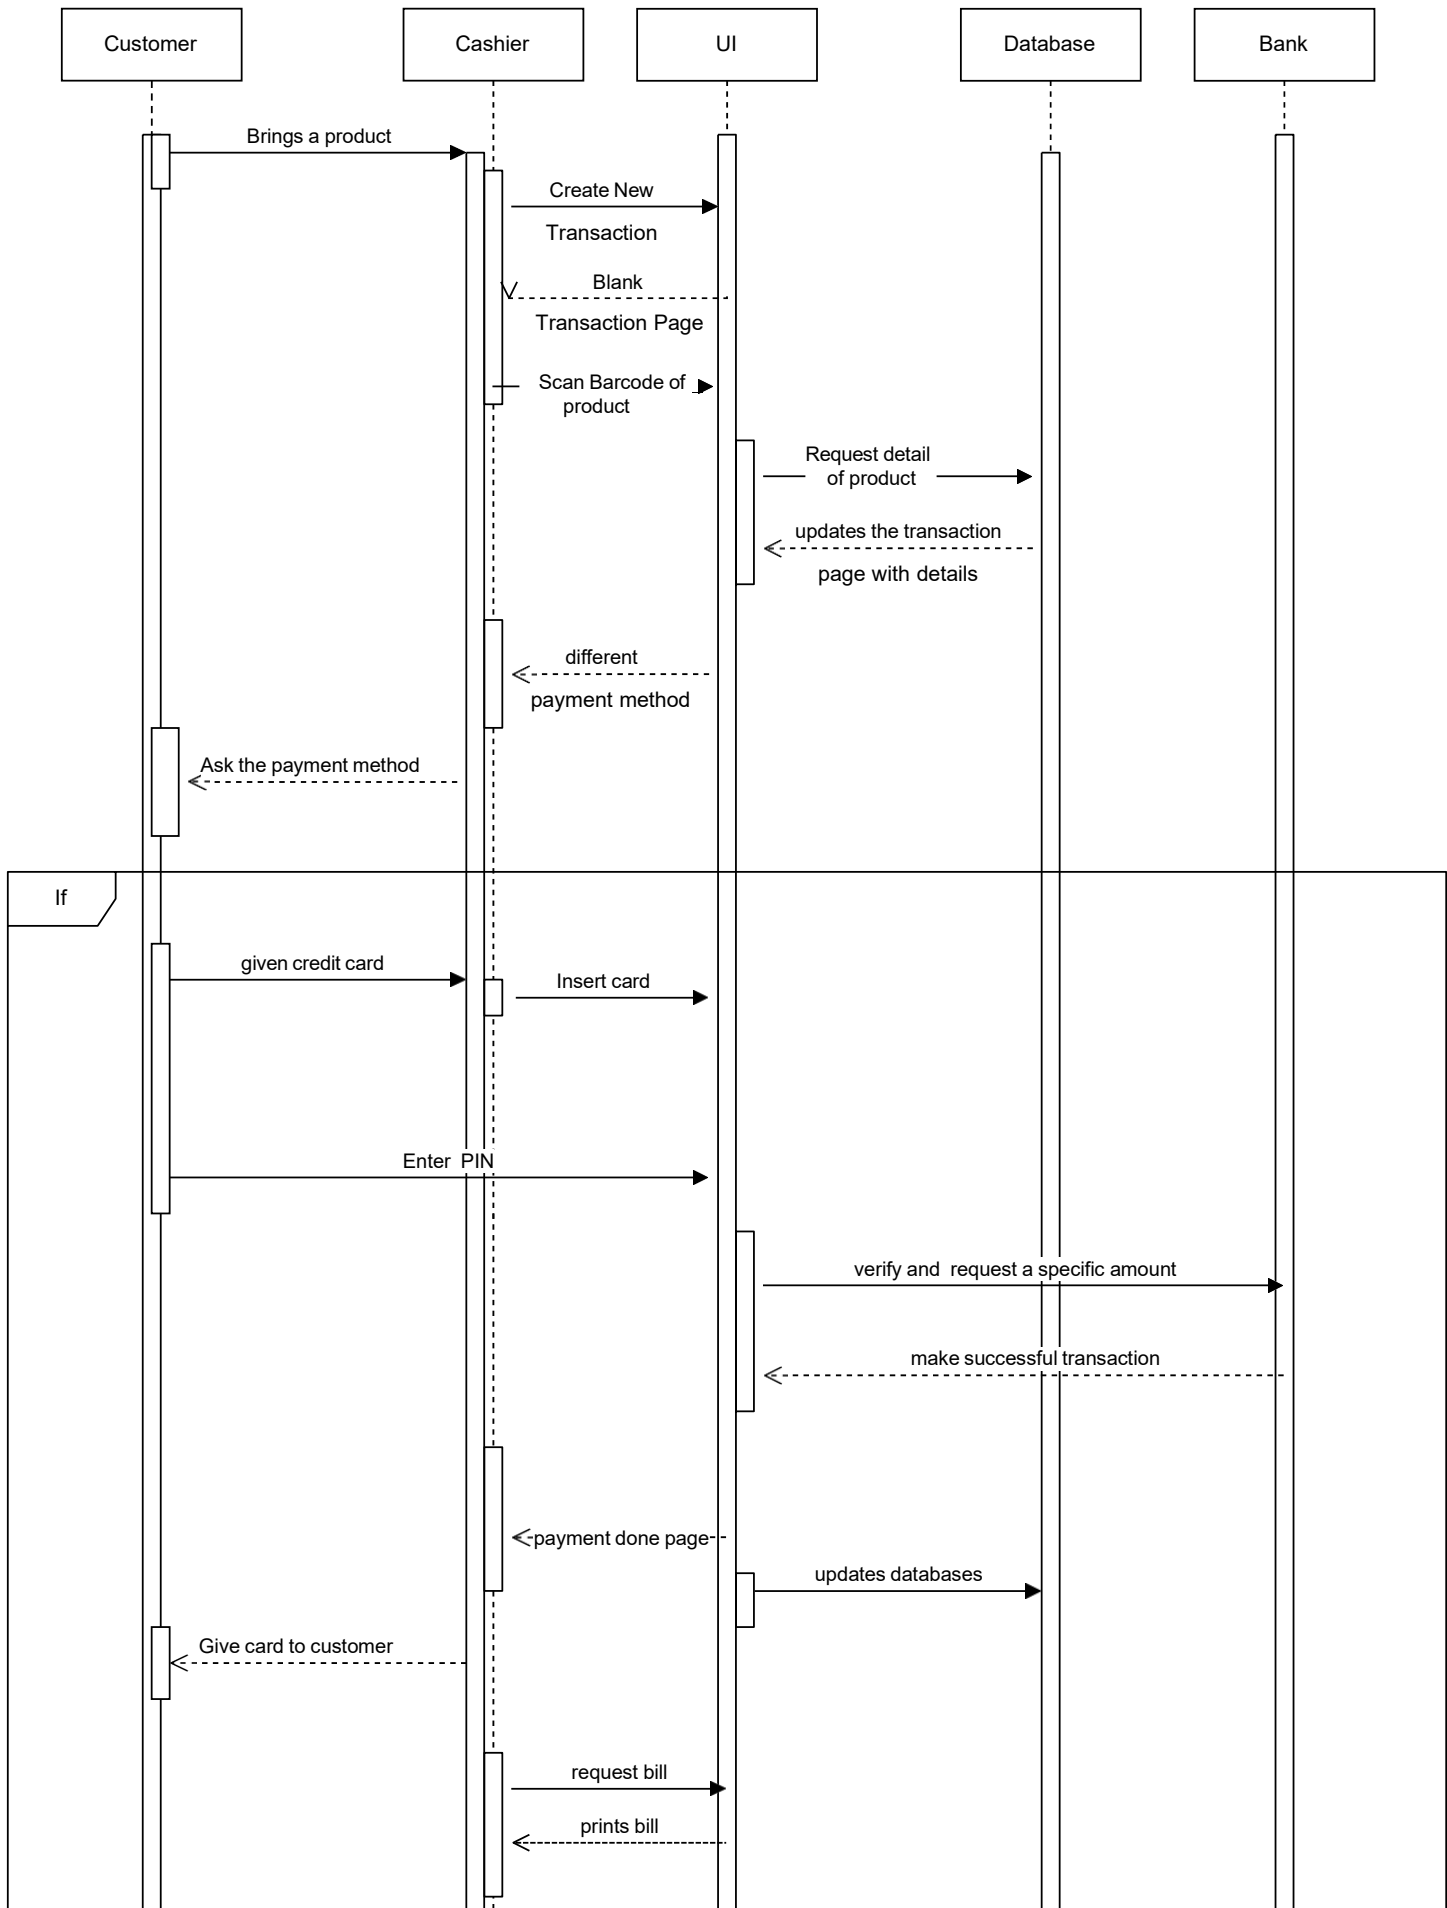 Customer
Cashier
UI
Database
Bank
Brings a product
Create New
Transaction
Blank
Transaction Page
Scan Barcode of
product
Request detail
of product
updates the transaction
page with details
different
payment method
Ask the payment method
If
given credit card
Insert card
Enter  PIN
verify and  request a specific amount
make successful transaction
payment done page
updates databases
Give card to customer
request bill
prints bill